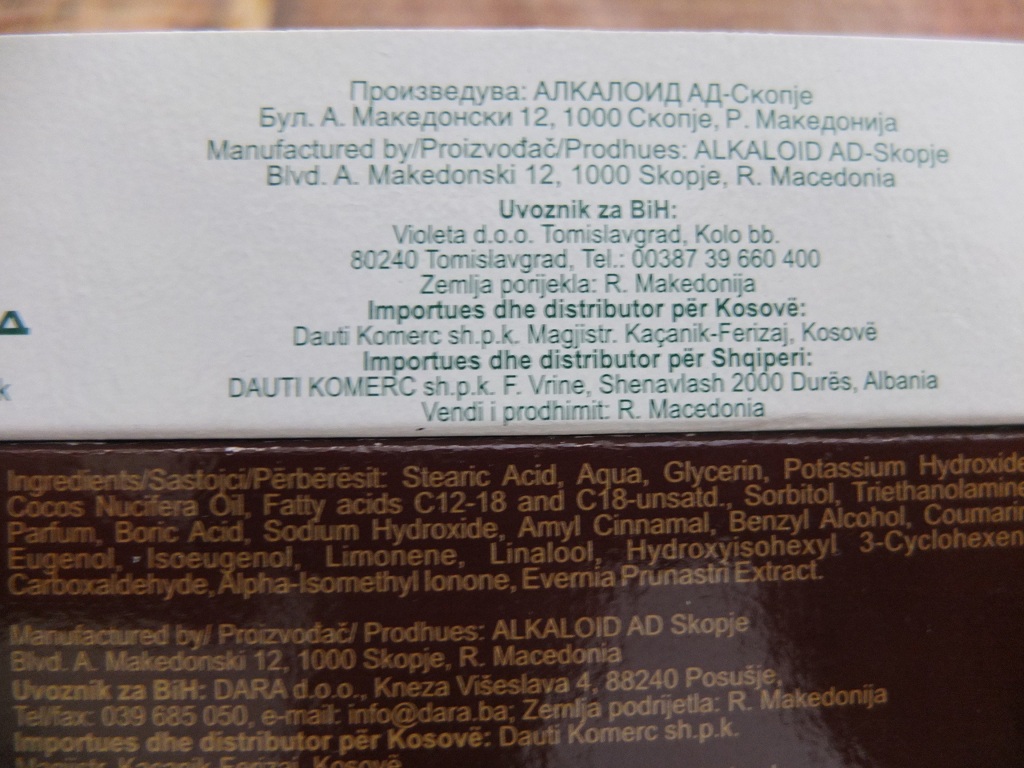 Произведува: АЛКАЛОИД АД-Скопје
Бул. А. Македонски 12, 1000 Скопје, Р. Македонија
Manufactured by/Proizvođač/Prodhues: ALKALOID AD-Skopje
Blvd. A. Makedonski 12, 1000 Skopje, R. Macedonia
Uvoznik za BiH:
Violeta d.o.o. Tomislavgrad, Kolo bb.
80240 Tomislavgrad, Tel.: 00387 39 660 400
Zemlja porijekla: R. Makedonija
Importues dhe distributor për Kosovë:
Dauti Komerc sh.p.k. Magjistr. Kaçanik-Ferizaj, Kosovë
Importues dhe distributor për Shqiperi:
DAUTI KOMERC sh.p.k. F. Vrine, Shenavlash 2000 Durës, Albania
Vendi i prodhimit: R. Macedonia
Ingredients/Sastojci/Përbërësit: Stearic Acid, Aqua, Glycerin, Potassium Hydroxide
Cocos Nucifera Oil, Fatty acids C12-18 and C18-unsatd., Sorbitol, Triethanolamine
Parfum, Boric Acid, Sodium Hydroxide, Amyl Cinnamal, Benzyl Alcohol, Coumarin
Eugenol, Isoeugenol, Limonene, Linalool, Hydroxyisohexyl 3-Cyclohexen
Carboxaldehyde, Alpha-Isomethyl Ionone, Evernia Prunastri Extract.
Manufactured by/ Proizvođač/ Prodhues: ALKALOID AD Skopje
Blvd. A. Makedonski 12, 1000 Skopje, R. Macedonia
Uvoznik za BiH: DARA d.o.o., Kneza Višeslava 4, 88240 Posušje,
Tel/fax: 039 685 050, e-mail: info@dara.ba; Zemlja podrijetla: R. Makedonija
Importues dhe distributor për Kosovë: Dauti Komerc sh.p.k.
Magjistr. Kaçanik-Ferizaj, Kosovë